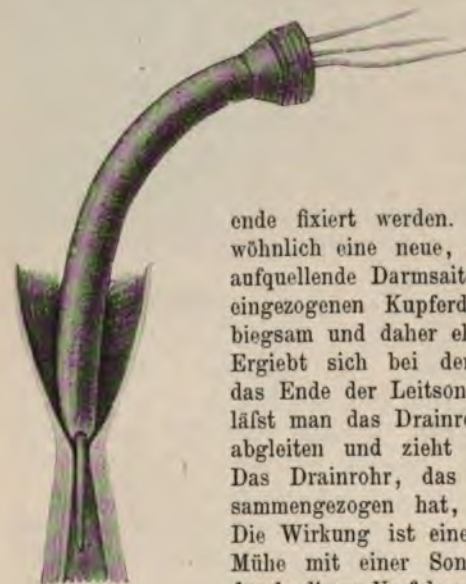 ende fixiert werden.
wöhnlich eine neue,
aufquellende Darmsait
eingezogenen Kupferd
biegsam und daher el
Ergiebt sich bei der
das Ende der Leitson
läſst man das Drainro
abgleiten und zieht
Das Drainrohr, das
sammengezogen hat,
Die Wirkung ist eine
Mühe mit einer Son